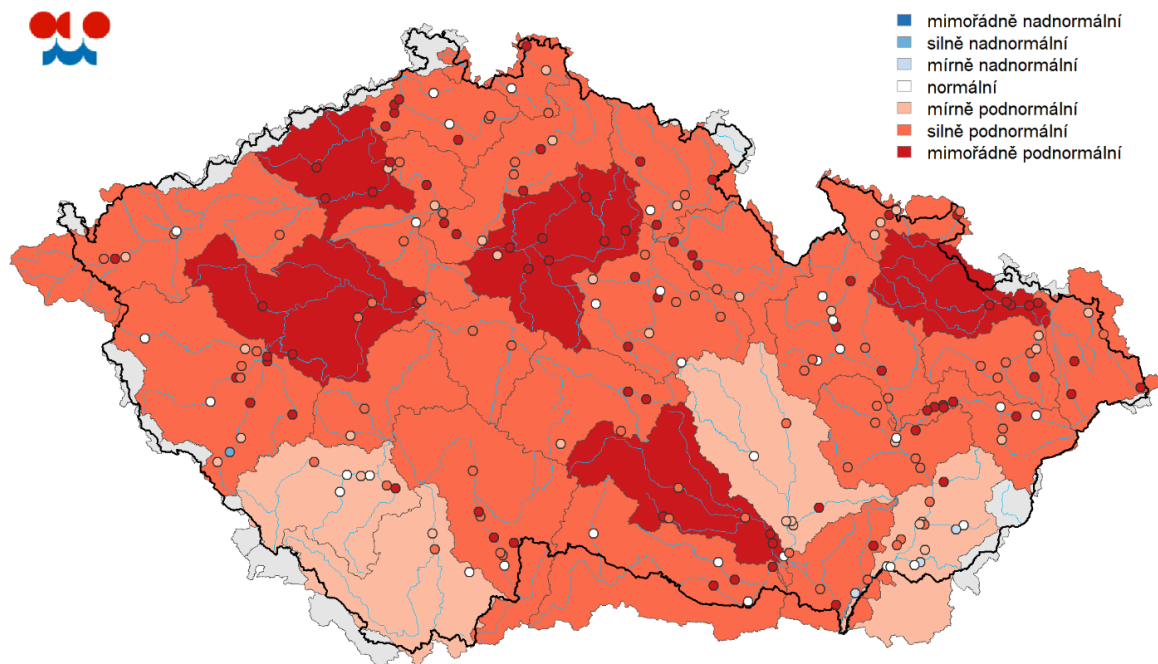 mimořádně nadnormální
silně nadnormální
mírně nadnormální
normální
mírně podnormální
silně podnormální
mimořádně podnormální